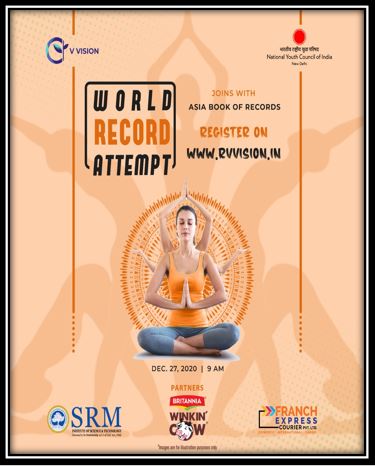 V VISION
भारतीय राष्ट्रीय युवा परिषद
National Youth Council of India
New Delhi
WORLD
RECORD
ATTEMPT
JOINS WITH
ASIA BOOK OF RECORDS
REGISTER ON
WWW.RVVISION.IN
DEC. 27, 2020 | 9 AM
PARTNERS
BRITANNIA
WINKIN'
COW
SRM
INSTITUTE OF SCIENCE & TECHNOLOGY
FRANCH
EXPRESS
COURIER PVT. LTD.
*Images are for illustration purposes only